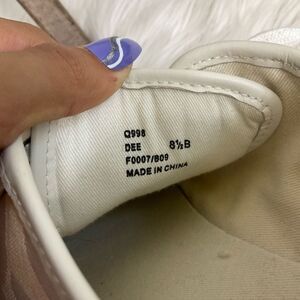 Q998
DEE 8½B
F0007/B09
MADE IN CHINA